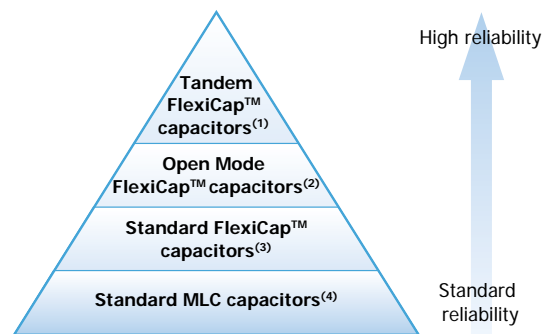 High reliability
Tandem
FlexiCap™
capacitors(1)
Open Mode
FlexiCap™ capacitors(2)
Standard FlexiCap™
capacitors(3)
Standard MLC capacitors(4)
Standard
reliability